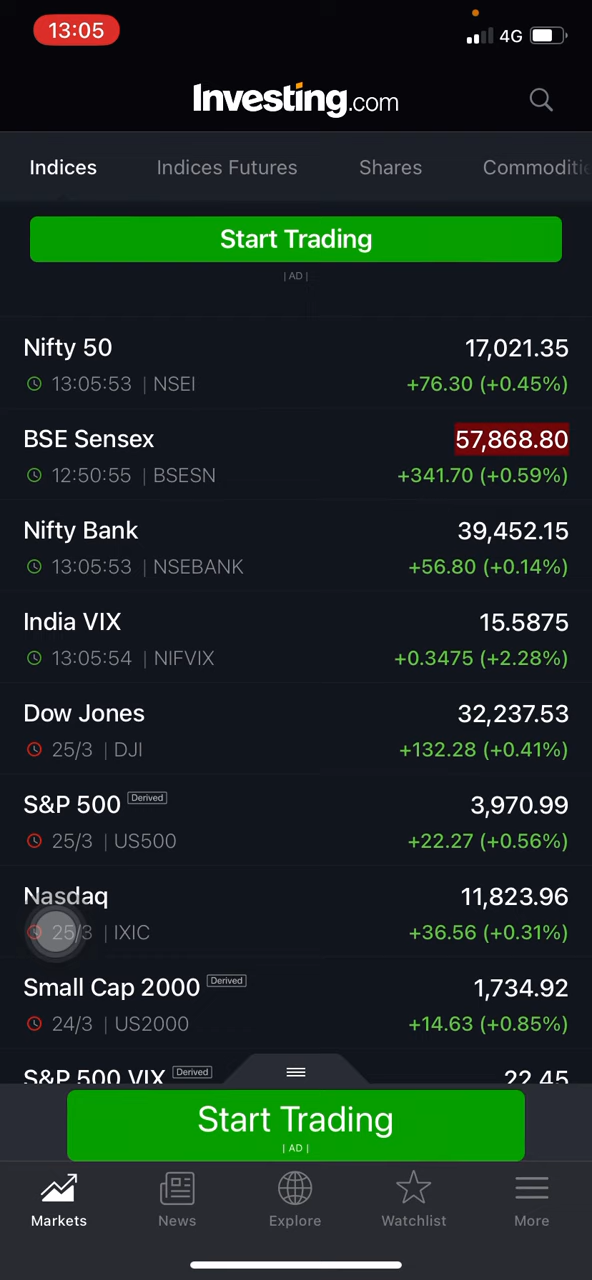 13:05
4G
Investing.com
Indices Indices Futures Shares Commoditie
Start Trading
| AD |
Nifty 50 17,021.35
13:05:53 | NSEI +76.30 (+0.45%)
BSE Sensex 57,868.80
12:50:55 | BSESN +341.70 (+0.59%)
Nifty Bank 39,452.15
13:05:53 | NSEBANK +56.80 (+0.14%)
India VIX 15.5875
13:05:54 | NIFVIX +0.3475 (+2.28%)
Dow Jones 32,237.53
25/3 | DJI +132.28 (+0.41%)
S&P 500 Derived 3,970.99
25/3 | US500 +22.27 (+0.56%)
Nasdaq 11,823.96
25/3 | IXIC +36.56 (+0.31%)
Small Cap 2000 Derived 1,734.92
24/3 | US2000 +14.63 (+0.85%)
S&P 500 VIX Derived 22.45
Start Trading
| AD |
Markets News Explore Watchlist More